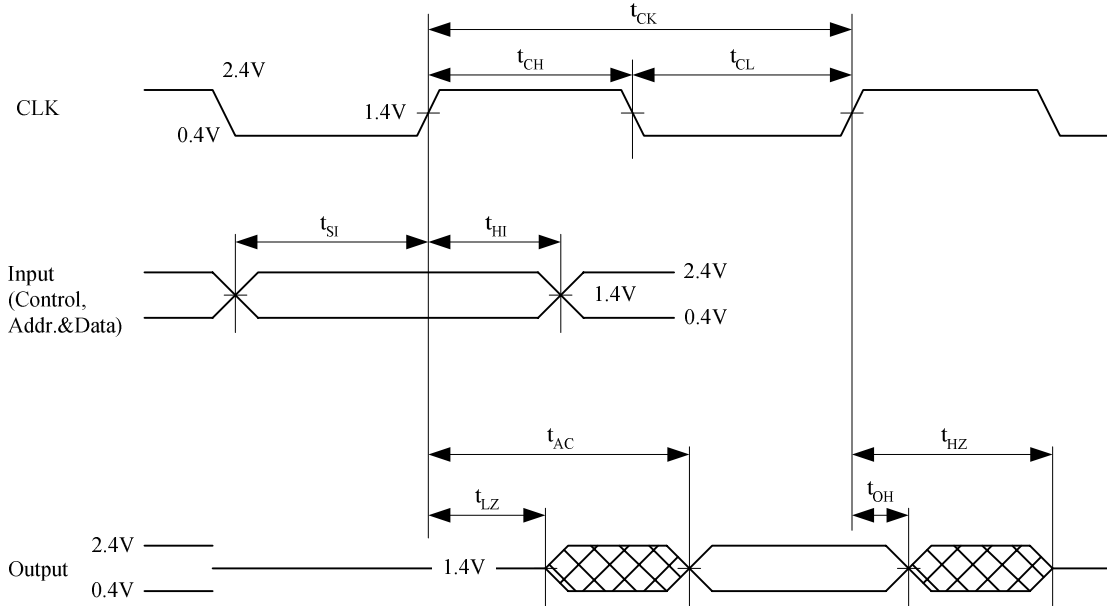 tCK
tCH
tCL
2.4V
CLK
1.4V
0.4V
tSI
tHI
Input
(Control,
Addr.&Data)
2.4V
1.4V
0.4V
tAC
tHZ
tLZ
tOH
2.4V
Output
1.4V
0.4V